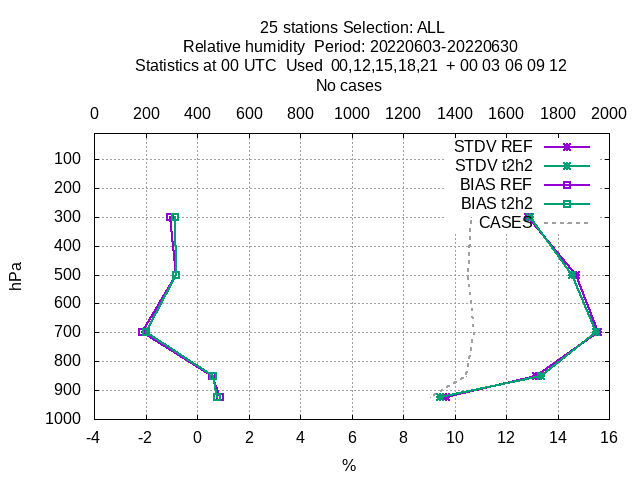 25 stations Selection: ALL
Relative humidity  Period: 20220603-20220630
Statistics at 00 UTC  Used  00,12,15,18,21  + 00 03 06 09 12
No cases
0 200 400 600 800 1000 1200 1400 1600 1800 2000
STDV REF
STDV t2h2
BIAS REF
BIAS t2h2
CASES
100
200
300
400
500
600
700
800
900
1000
hPa
-4 -2 0 2 4 6 8 10 12 14 16
%